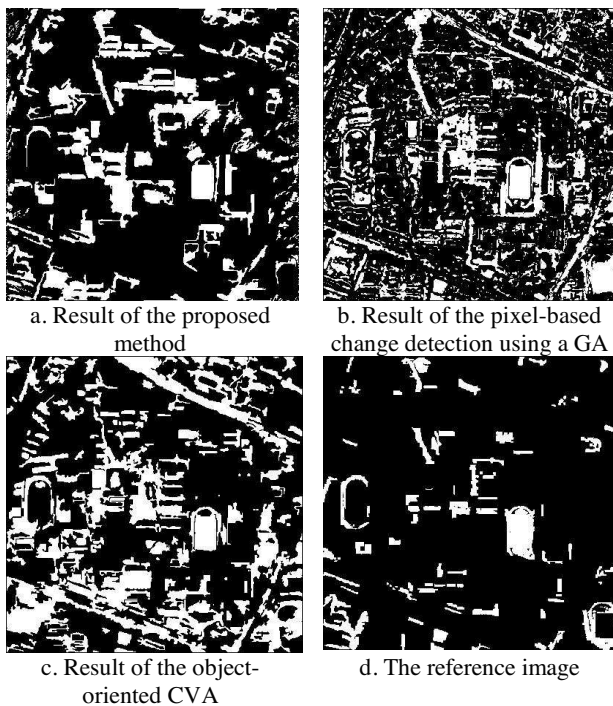 a. Result of the proposed
method
b. Result of the pixel-based
change detection using a GA
c. Result of the object-
oriented CVA
d. The reference image